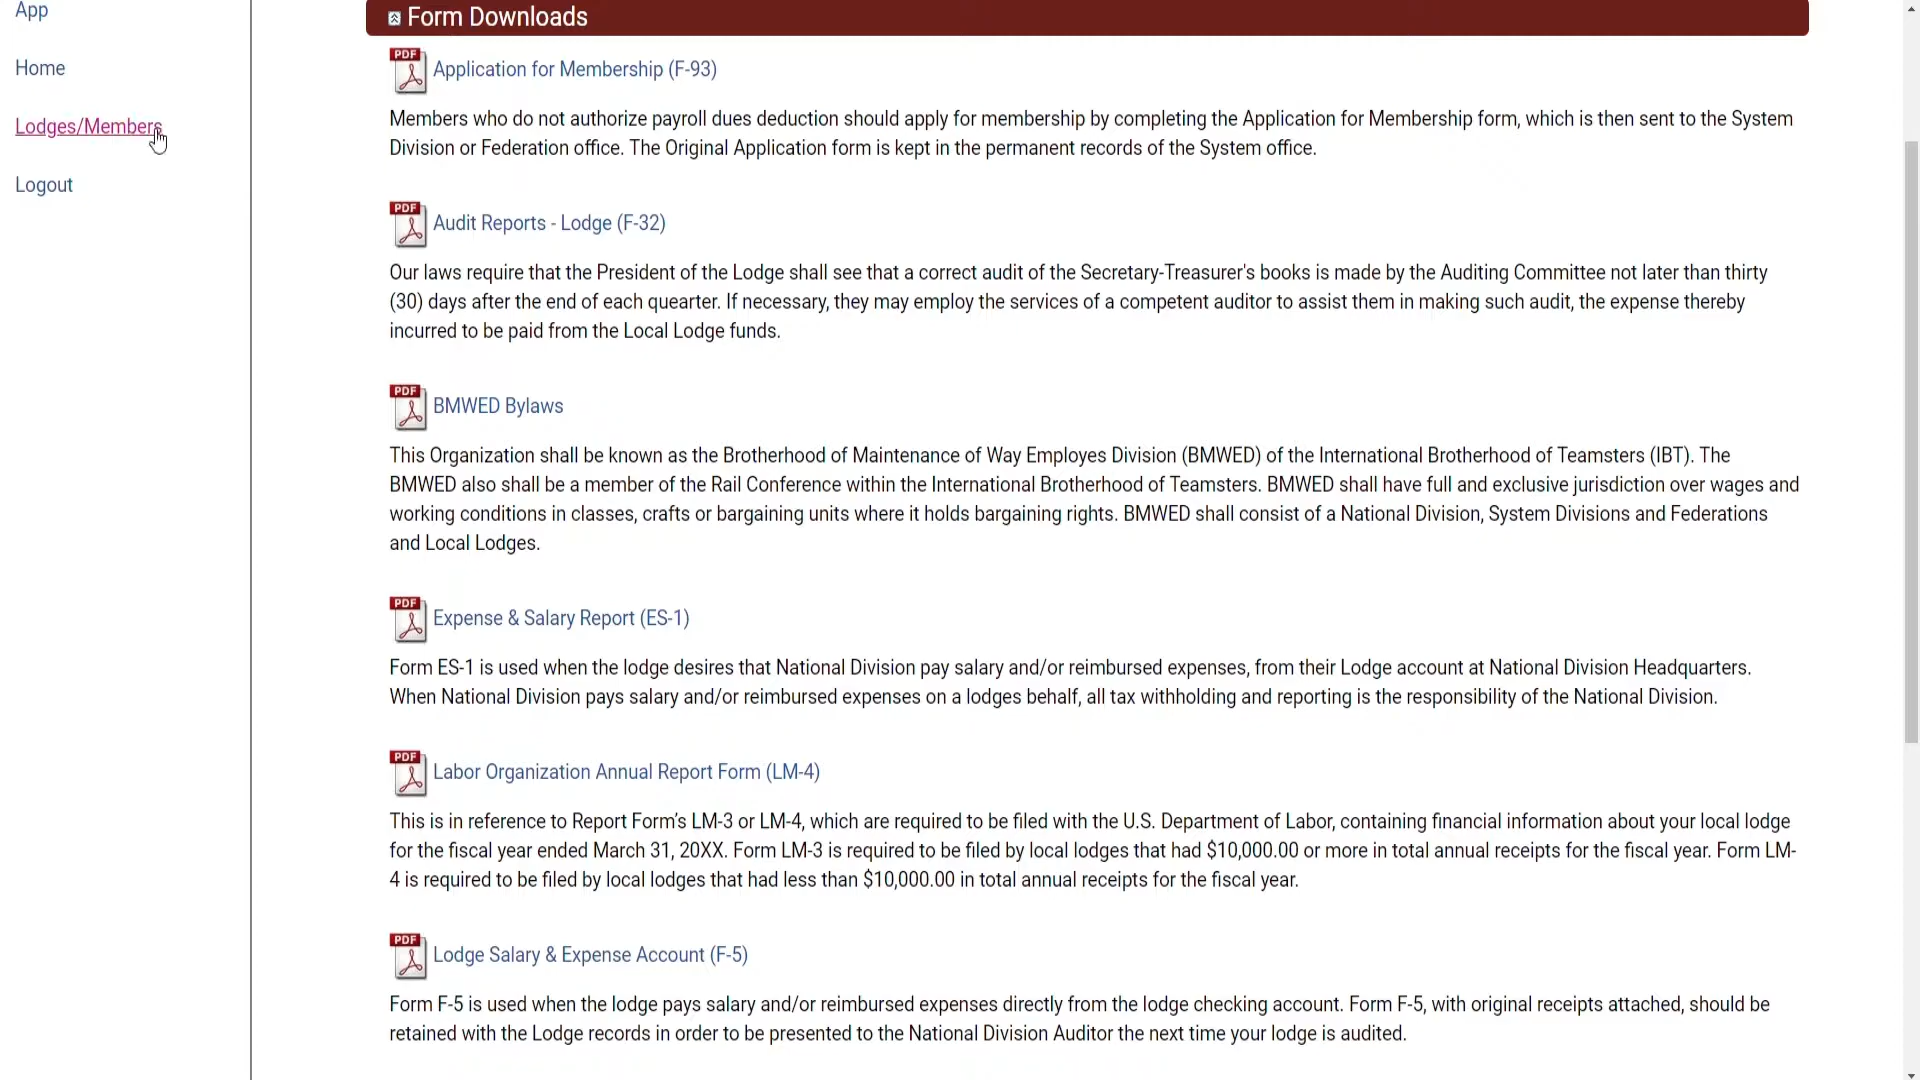 App
Home
Lodges/Members
Logout
Form Downloads
PDF
Application for Membership (F-93)
Members who do not authorize payroll dues deduction should apply for membership by completing the Application for Membership form, which is then sent to the System
Division or Federation office. The Original Application form is kept in the permanent records of the System office.
PDF
Audit Reports - Lodge (F-32)
Our laws require that the President of the Lodge shall see that a correct audit of the Secretary-Treasurer's books is made by the Auditing Committee not later than thirty
(30) days after the end of each quearter. If necessary, they may employ the services of a competent auditor to assist them in making such audit, the expense thereby
incurred to be paid from the Local Lodge funds.
PDF
BMWED Bylaws
This Organization shall be known as the Brotherhood of Maintenance of Way Employes Division (BMWED) of the International Brotherhood of Teamsters (IBT). The
BMWED also shall be a member of the Rail Conference within the International Brotherhood of Teamsters. BMWED shall have full and exclusive jurisdiction over wages and
working conditions in classes, crafts or bargaining units where it holds bargaining rights. BMWED shall consist of a National Division, System Divisions and Federations
and Local Lodges.
PDF
Expense & Salary Report (ES-1)
Form ES-1 is used when the lodge desires that National Division pay salary and/or reimbursed expenses, from their Lodge account at National Division Headquarters.
When National Division pays salary and/or reimbursed expenses on a lodges behalf, all tax withholding and reporting is the responsibility of the National Division.
PDF
Labor Organization Annual Report Form (LM-4)
This is in reference to Report Form's LM-3 or LM-4, which are required to be filed with the U.S. Department of Labor, containing financial information about your local lodge
for the fiscal year ended March 31, 20XX. Form LM-3 is required to be filed by local lodges that had $10,000.00 or more in total annual receipts for the fiscal year. Form LM-
4 is required to be filed by local lodges that had less than $10,000.00 in total annual receipts for the fiscal year.
PDF
Lodge Salary & Expense Account (F-5)
Form F-5 is used when the lodge pays salary and/or reimbursed expenses directly from the lodge checking account. Form F-5, with original receipts attached, should be
retained with the Lodge records in order to be presented to the National Division Auditor the next time your lodge is audited.